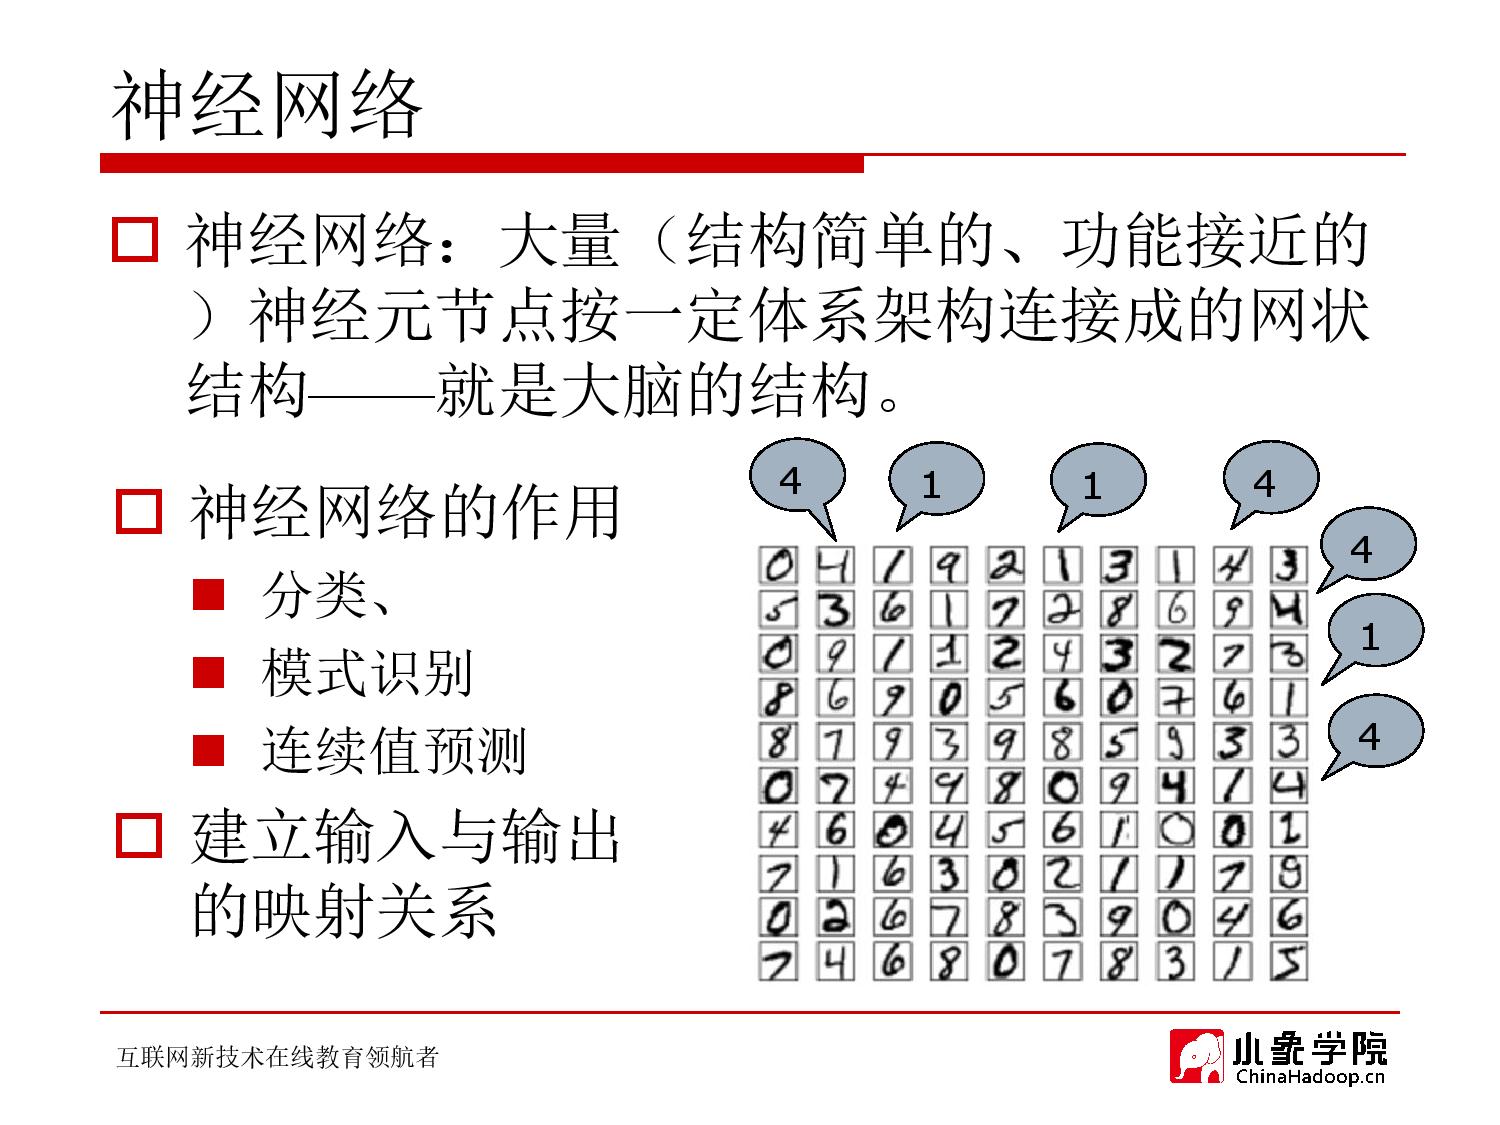 神经网络
神经网络：大量（结构简单的、功能接近的
）神经元节点按一定体系架构连接成的网状
结构——就是大脑的结构。
神经网络的作用
分类、
模式识别
连续值预测
建立输入与输出
的映射关系
4 1 1 4
4
1
4
0 4 1 9 2 1 3 1 4 3
5 3 6 1 7 2 8 6 9 4
0 9 1 1 2 4 3 2 7 3
8 6 9 0 5 6 0 7 6 1
8 7 9 3 9 8 5 9 3 3
0 7 4 9 8 0 9 4 1 4
4 6 0 4 5 6 1 0 0 1
7 1 6 3 0 2 1 1 7 9
0 2 6 7 8 3 9 0 4 6
7 4 6 8 0 7 8 3 1 5
互联网新技术在线教育领航者
小象学院
ChinaHadoop.cn